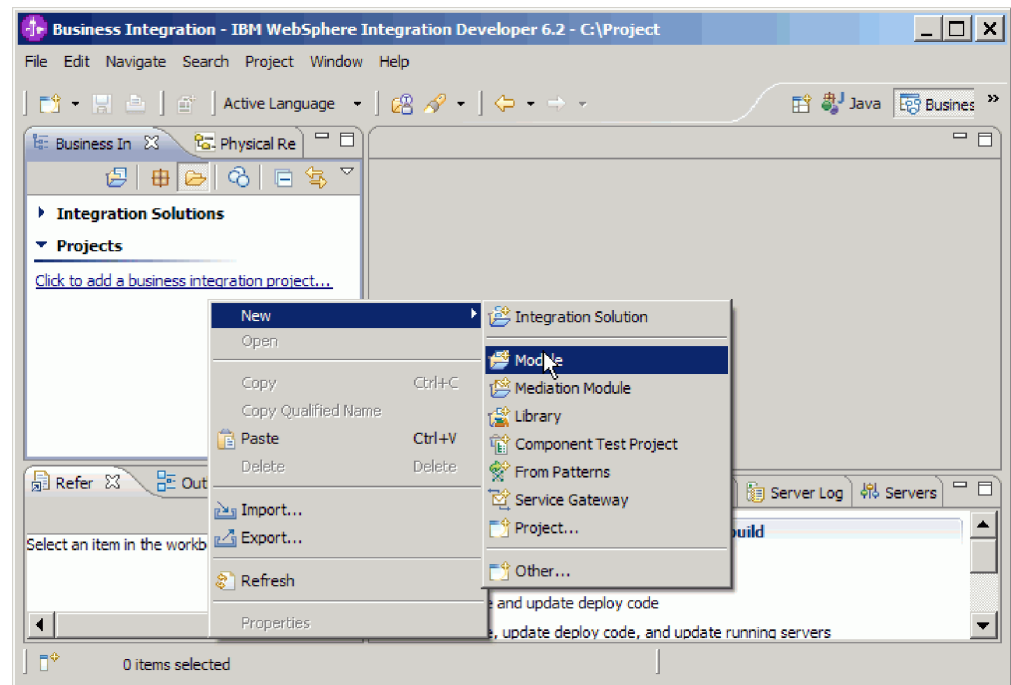 Business Integration - IBM WebSphere Integration Developer 6.2 - C:\Project
File Edit Navigate Search Project Window Help
Active Language
Java Busines »
Business In
Physical Re
Integration Solutions
Projects
Click to add a business integration project...
New
Open
Copy Ctrl+C
Copy Qualified Name
Paste Ctrl+V
Delete Delete
Import...
Export...
Refresh
Properties
Integration Solution
Module
Mediation Module
Library
Component Test Project
From Patterns
Service Gateway
Project...
Other...
Refer
Out
Server Log
Servers
Select an item in the workb
build
e and update deploy code
e, update deploy code, and update running servers
0 items selected